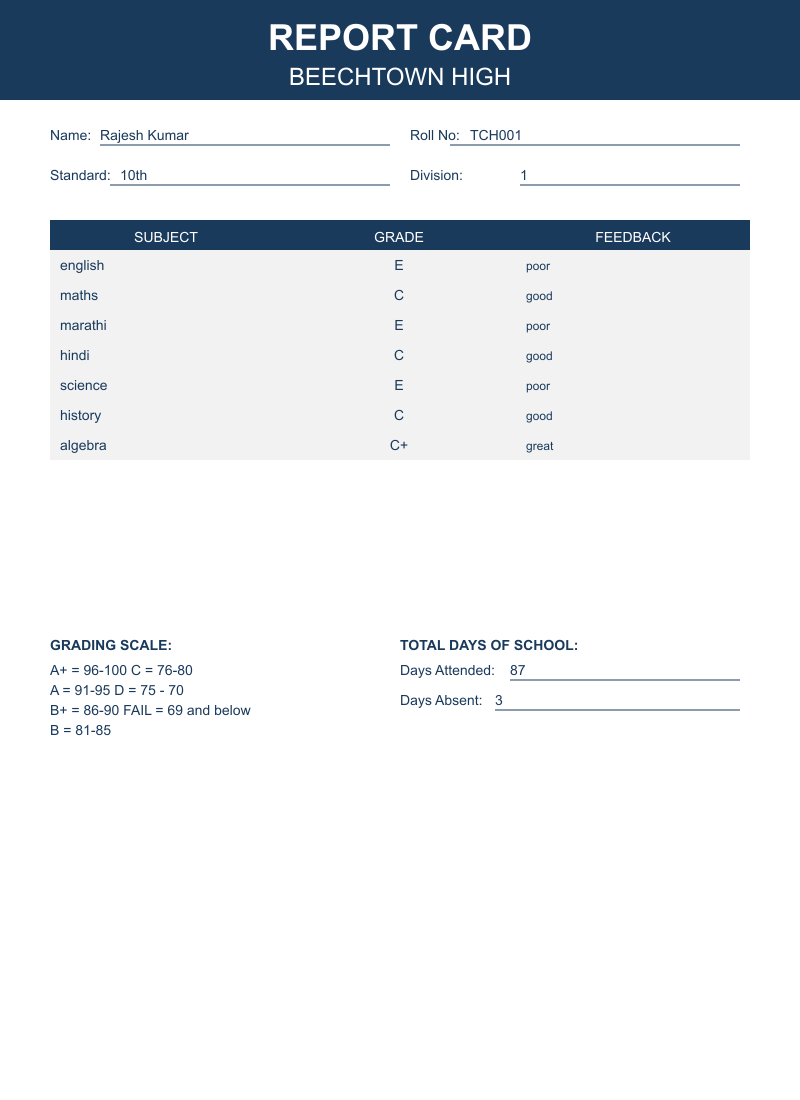 REPORT CARD
BEECHTOWN HIGH
Name: Rajesh Kumar Roll No: TCH001
Standard: 10th Division: 1
SUBJECT GRADE FEEDBACK
english E poor
maths C good
marathi E poor
hindi C good
science E poor
history C good
algebra C+ great
GRADING SCALE: TOTAL DAYS OF SCHOOL:
A+ = 96-100 C = 76-80 Days Attended: 87
A = 91-95 D = 75 - 70
B+ = 86-90 FAIL = 69 and below Days Absent: 3
B = 81-85